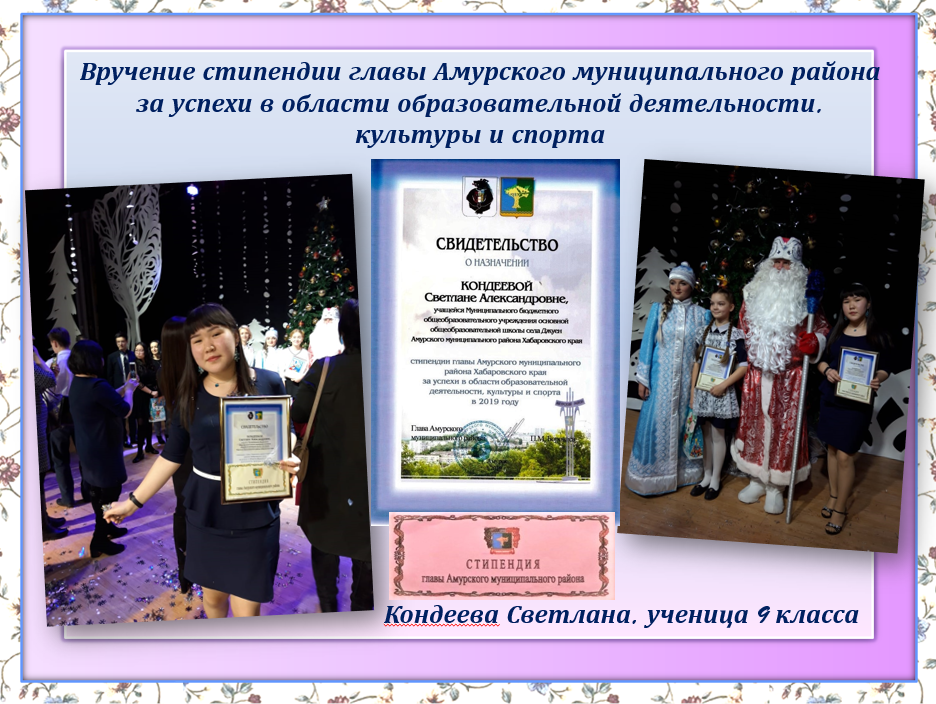 Вручение стипендии главы Амурского муниципального района
за успехи в области образовательной деятельности,
культуры и спорта
СВИДЕТЕЛЬСТВО
О НАЗНАЧЕНИИ
КОНДЕЕВОЙ
Светлане Александровне,
учащейся Муниципального бюджетного
общеобразовательного учреждения основной
общеобразовательной школы села Джуен
Амурского муниципального района Хабаровского края
стипендии главы Амурского муниципального
района Хабаровского края
за успехи в области образовательной
деятельности, культуры и спорта
в 2019 году
Глава Амурского
муниципального района
СТИПЕНДИЯ
главы Амурского муниципального района
Кондеева Светлана, ученица 9 класса